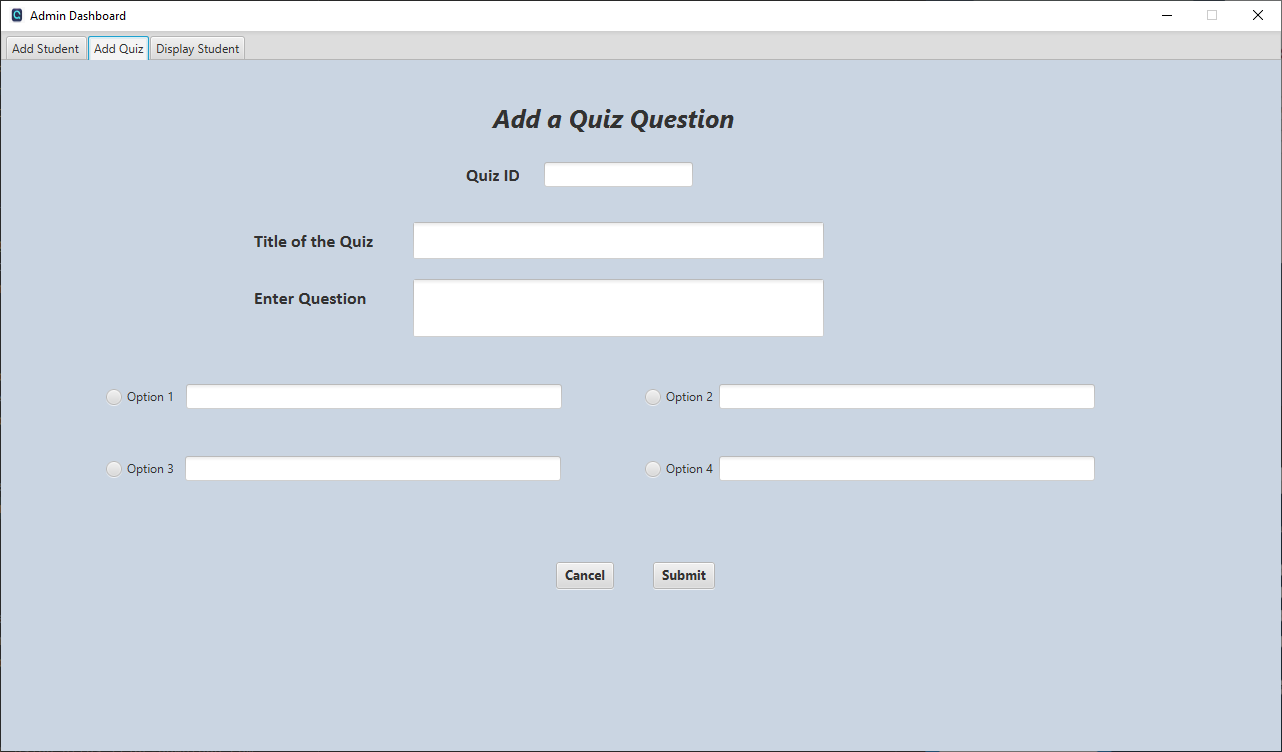 Admin Dashboard
Add Student Add Quiz Display Student
Add a Quiz Question
Quiz ID
Title of the Quiz
Enter Question
Option 1 Option 2
Option 3 Option 4
Cancel Submit